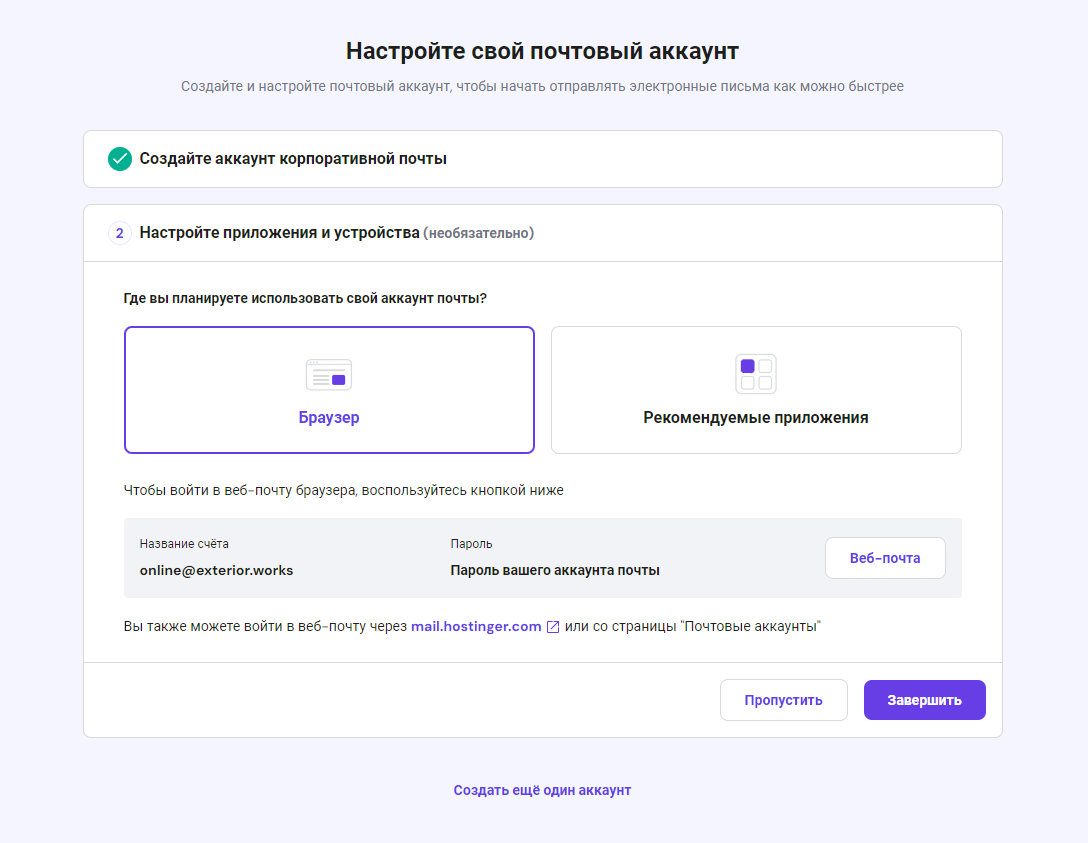 Настройте свой почтовый аккаунт
Создайте и настройте почтовый аккаунт, чтобы начать отправлять электронные письма как можно быстрее
Создайте аккаунт корпоративной почты
2 Настройте приложения и устройства (необязательно)
Где вы планируете использовать свой аккаунт почты?
Браузер
Рекомендуемые приложения
Чтобы войти в веб-почту браузера, воспользуйтесь кнопкой ниже
Название счёта
online@exterior.works
Пароль
Пароль вашего аккаунта почты
Веб-почта
Вы также можете войти в веб-почту через mail.hostinger.com или со страницы "Почтовые аккаунты"
Пропустить
Завершить
Создать ещё один аккаунт